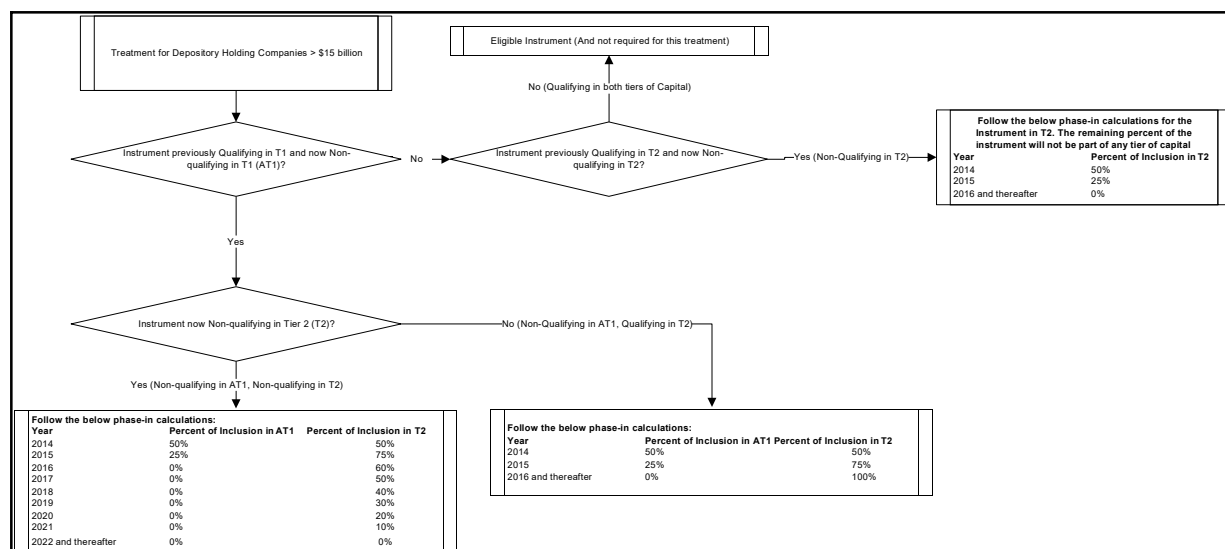 Treatment for Depository Holding Companies > $15 billion
Eligible Instrument (And not required for this treatment)
No (Qualifying in both tiers of Capital)
Instrument previously Qualifying in T1 and now Non-
qualifying in T1 (AT1)?
No
Instrument previously Qualifying in T2 and now Non-
qualifying in T2?
Yes (Non-Qualifying in T2)
Follow the below phase-in calculations for the
Instrument in T2. The remaining percent of the
instrument will not be part of any tier of capital
Year Percent of Inclusion in T2
2014 50%
2015 25%
2016 and thereafter 0%
Yes
Instrument now Non-qualifying in Tier 2 (T2)?
No (Non-Qualifying in AT1, Qualifying in T2)
Yes (Non-qualifying in AT1, Non-qualifying in T2)
Follow the below phase-in calculations:
Year Percent of Inclusion in AT1 Percent of Inclusion in T2
2014 50% 50%
2015 25% 75%
2016 0% 60%
2017 0% 50%
2018 0% 40%
2019 0% 30%
2020 0% 20%
2021 0% 10%
2022 and thereafter 0% 0%
Follow the below phase-in calculations:
Year Percent of Inclusion in AT1 Percent of Inclusion in T2
2014 50% 50%
2015 25% 75%
2016 and thereafter 0% 100%